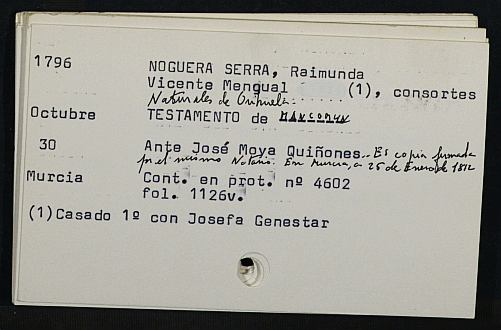 1796 NOGUERA SERRA, Raimunda
Vicente Mengual (1), consortes
Naturales de Orihuela.......
Octubre TESTAMENTO de MANCOMUN
30 Ante José Moya Quiñones.. Es copia firmada
por el mismo Notario. En Murcia, a 25 de Enero de 1812
Murcia Cont. en prot. nº 4602
fol. 1126v.
(1)Casado 1º con Josefa Genestar